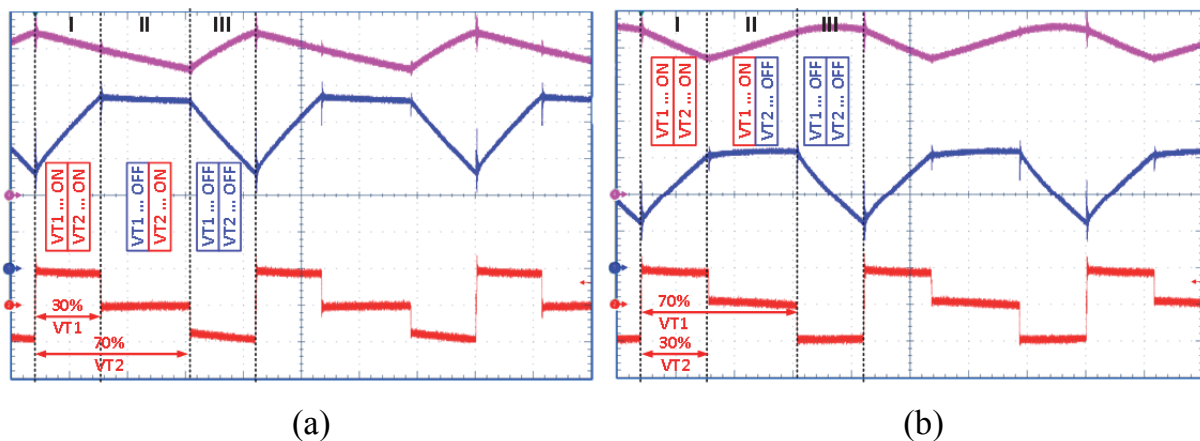 I II III
VT1 ... ON
VT2 ... ON
VT1 ... OFF
VT2 ... ON
VT1 ... OFF
VT2 ... OFF
30%
VT1
70%
VT2
(a)
I II III
VT1 ... ON
VT2 ... ON
VT1 ... ON
VT2 ... OFF
VT1 ... OFF
VT2 ... OFF
70%
VT1
30%
VT2
(b)